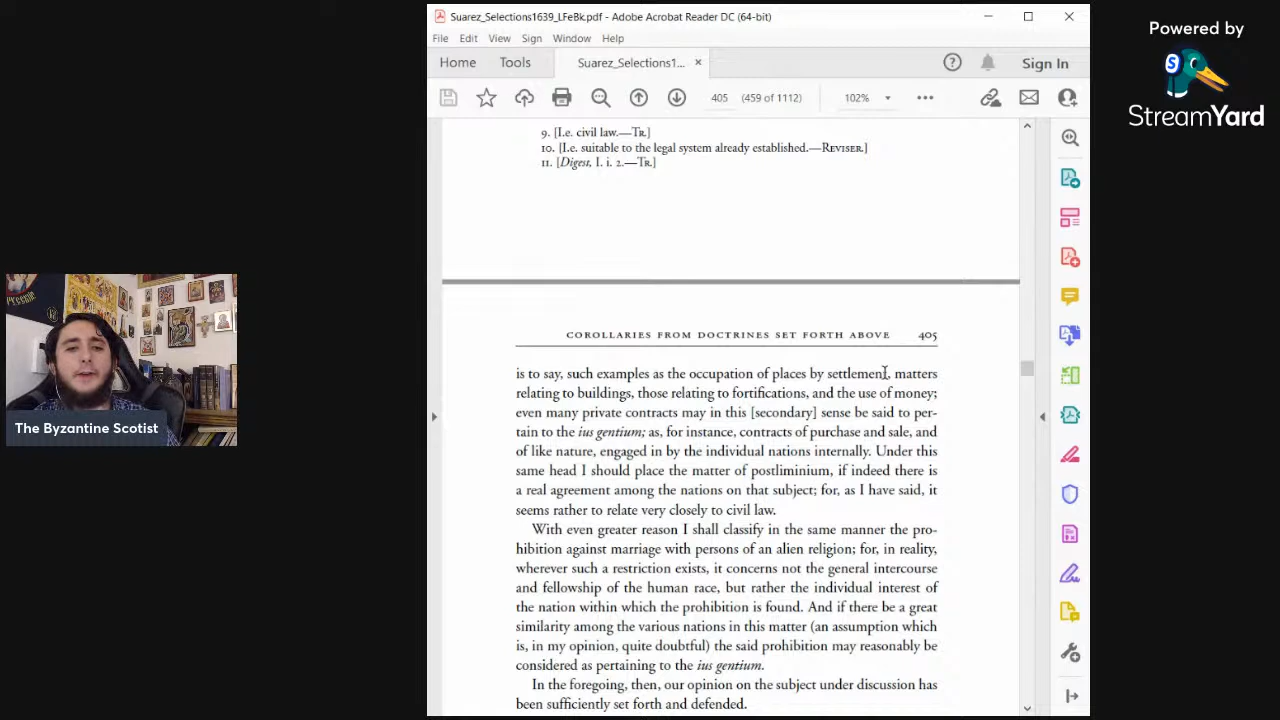 Suarez_Selections1639_LFeBk.pdf - Adobe Acrobat Reader DC (64-bit)
File Edit View Sign Window Help
Home Tools Suarez_Selections1... × Sign In
405 (459 of 1112) 102%
9. [I.e. civil law.—Tr.]
10. [I.e. suitable to the legal system already established.—Reviser.]
11. [Digest, I. i. 2.—Tr.]
COROLLARIES FROM DOCTRINES SET FORTH ABOVE 405
is to say, such examples as the occupation of places by settlement, matters
relating to buildings, those relating to fortifications, and the use of money;
even many private contracts may in this [secondary] sense be said to per-
tain to the ius gentium; as, for instance, contracts of purchase and sale, and
of like nature, engaged in by the individual nations internally. Under this
same head I should place the matter of postliminium, if indeed there is
a real agreement among the nations on that subject; for, as I have said, it
seems rather to relate very closely to civil law.
With even greater reason I shall classify in the same manner the pro-
hibition against marriage with persons of an alien religion; for, in reality,
wherever such a restriction exists, it concerns not the general intercourse
and fellowship of the human race, but rather the individual interest of
the nation within which the prohibition is found. And if there be a great
similarity among the various nations in this matter (an assumption which
is, in my opinion, quite doubtful) the said prohibition may reasonably be
considered as pertaining to the ius gentium.
In the foregoing, then, our opinion on the subject under discussion has
been sufficiently set forth and defended.
The Byzantine Scotist
Powered by
S
StreamYard